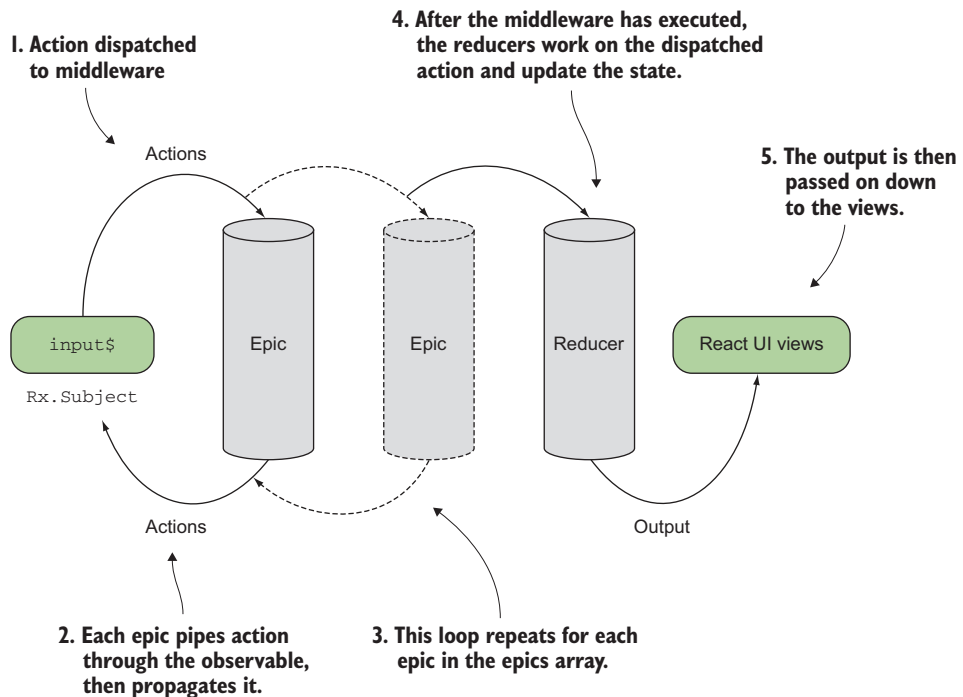 1. Action dispatched
to middleware
4. After the middleware has executed,
the reducers work on the dispatched
action and update the state.
5. The output is then
passed on down
to the views.
Actions
input$
Rx.Subject
Epic
Epic
Reducer
React UI views
Actions
Output
2. Each epic pipes action
through the observable,
then propagates it.
3. This loop repeats for each
epic in the epics array.